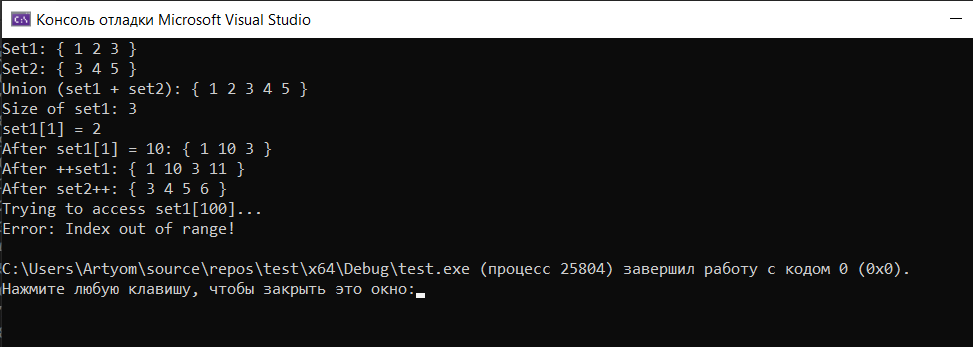 C:\ Консоль отладки Microsoft Visual Studio
Set1: { 1 2 3 }
Set2: { 3 4 5 }
Union (set1 + set2): { 1 2 3 4 5 }
Size of set1: 3
set1[1] = 2
After set1[1] = 10: { 1 10 3 }
After ++set1: { 1 10 3 11 }
After set2++: { 3 4 5 6 }
Trying to access set1[100]...
Error: Index out of range!
C:\Users\Artyom\source\repos\test\x64\Debug\test.exe (процесс 25804) завершил работу с кодом 0 (0x0).
Нажмите любую клавишу, чтобы закрыть это окно: